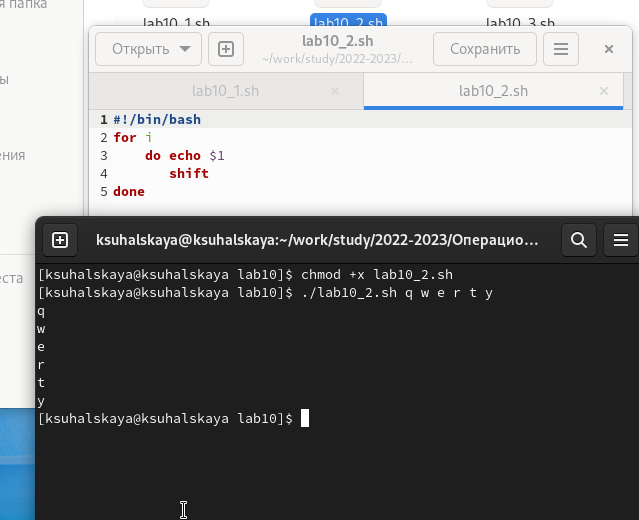 я папка
lab10_1.sh
lab10_2.sh
lab10_3.sh
Открыть
lab10_2.sh
~/work/study/2022-2023/…
Сохранить
lab10_1.sh
lab10_2.sh
1 #!/bin/bash
2 for i
3     do echo $1
4        shift
5 done
ы
ения
еста
ksuhalskaya@ksuhalskaya:~/work/study/2022-2023/Операцио…
[ksuhalskaya@ksuhalskaya lab10]$ chmod +x lab10_2.sh
[ksuhalskaya@ksuhalskaya lab10]$ ./lab10_2.sh q w e r t y
q
w
e
r
t
y
[ksuhalskaya@ksuhalskaya lab10]$